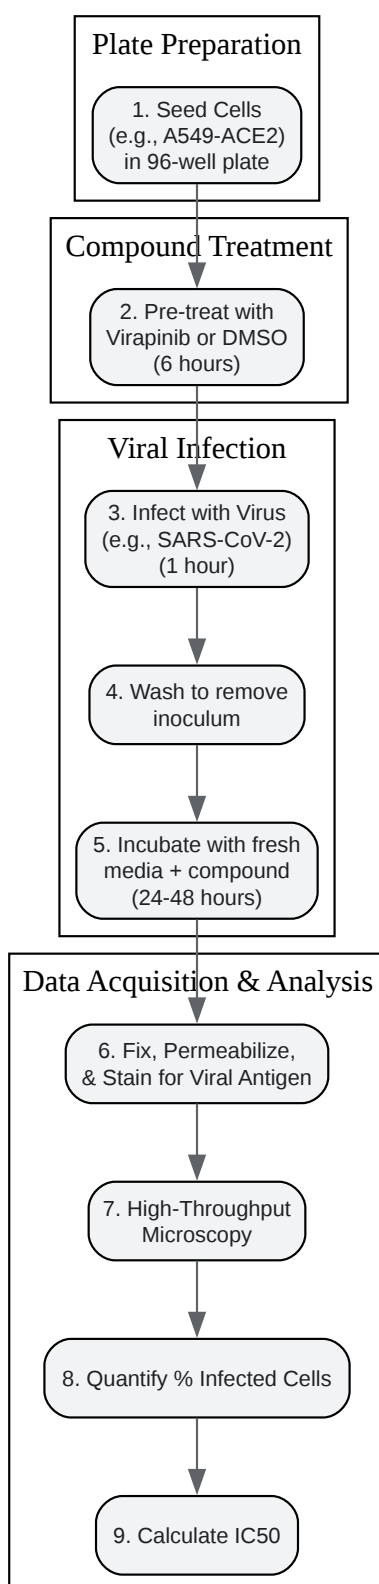 Plate Preparation
1. Seed Cells
(e.g., A549-ACE2)
in 96-well plate
Compound Treatment
2. Pre-treat with
Virapinib or DMSO
(6 hours)
Viral Infection
3. Infect with Virus
(e.g., SARS-CoV-2)
(1 hour)
4. Wash to remove
inoculum
5. Incubate with fresh
media + compound
(24-48 hours)
Data Acquisition & Analysis
6. Fix, Permeabilize,
& Stain for Viral Antigen
7. High-Throughput
Microscopy
8. Quantify % Infected Cells
9. Calculate IC50